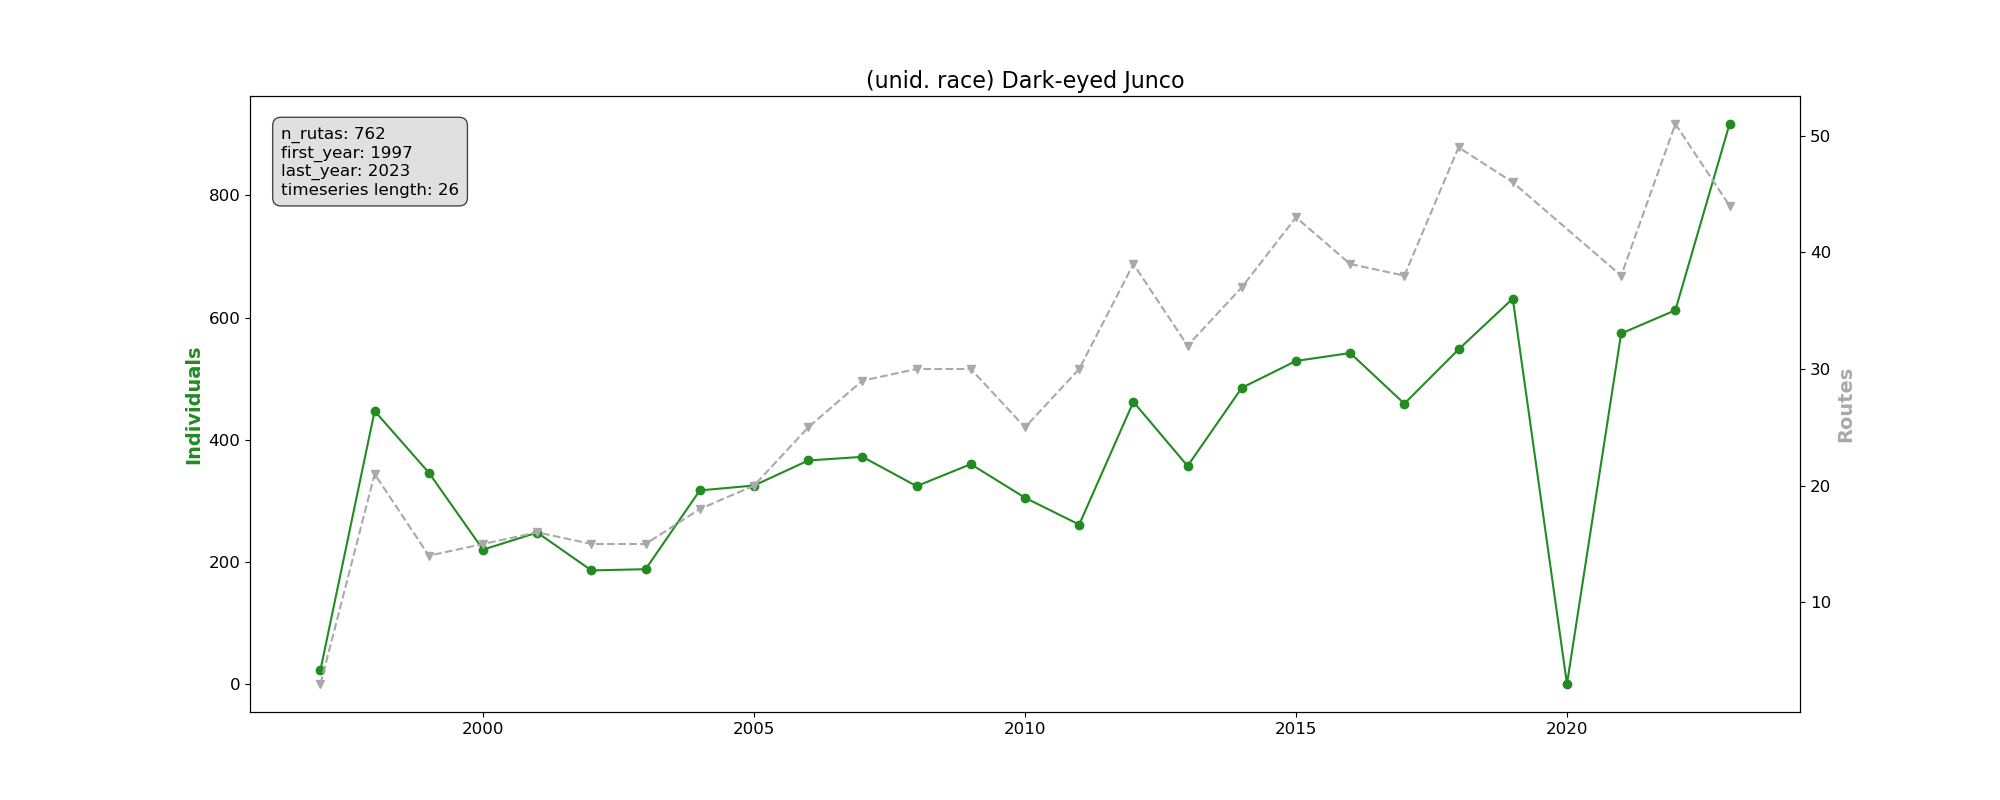 (unid. race) Dark-eyed Junco
n_rutas: 762
first_year: 1997
last_year: 2023
timeseries length: 26
Individuals
800
600
400
200
0
50
40
30
20
10
Routes
2000
2005
2010
2015
2020